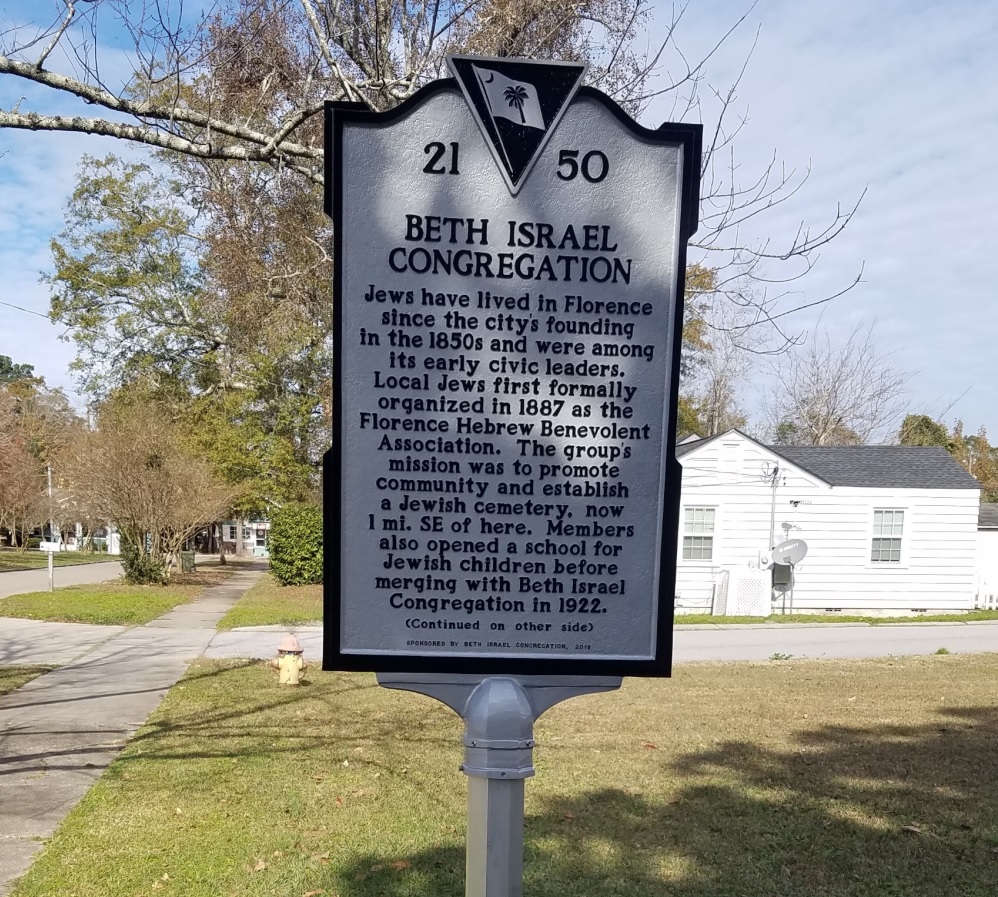 21 50
BETH ISRAEL
CONGREGATION
Jews have lived in Florence
since the city's founding
in the 1850s and were among
its early civic leaders.
Local Jews first formally
organized in 1887 as the
Florence Hebrew Benevolent
Association. The group's
mission was to promote
community and establish
a Jewish cemetery, now
1 mi. SE of here. Members
also opened a school for
Jewish children before
merging with Beth Israel
Congregation in 1922.
(Continued on other side)
SPONSORED BY BETH ISRAEL CONGREGATION, 2018